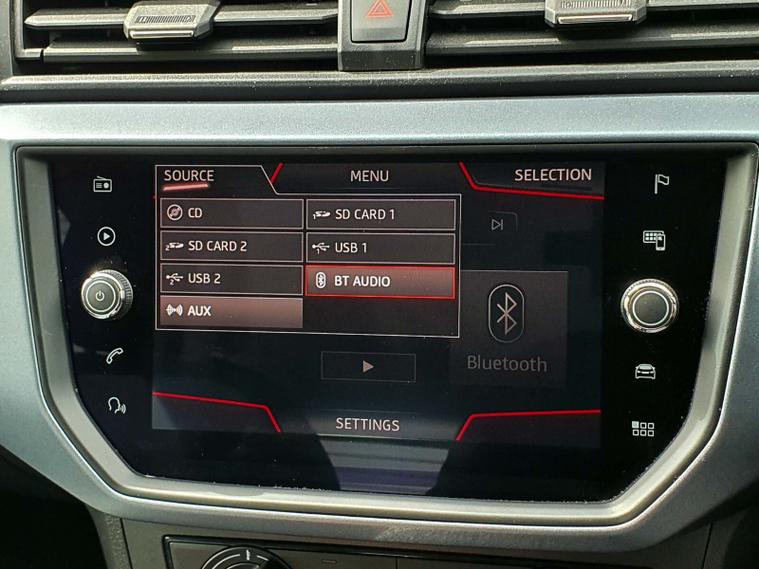 SOURCE MENU SELECTION
CD SD CARD 1
SD CARD 2 USB 1
USB 2 BT AUDIO
AUX
Bluetooth
SETTINGS